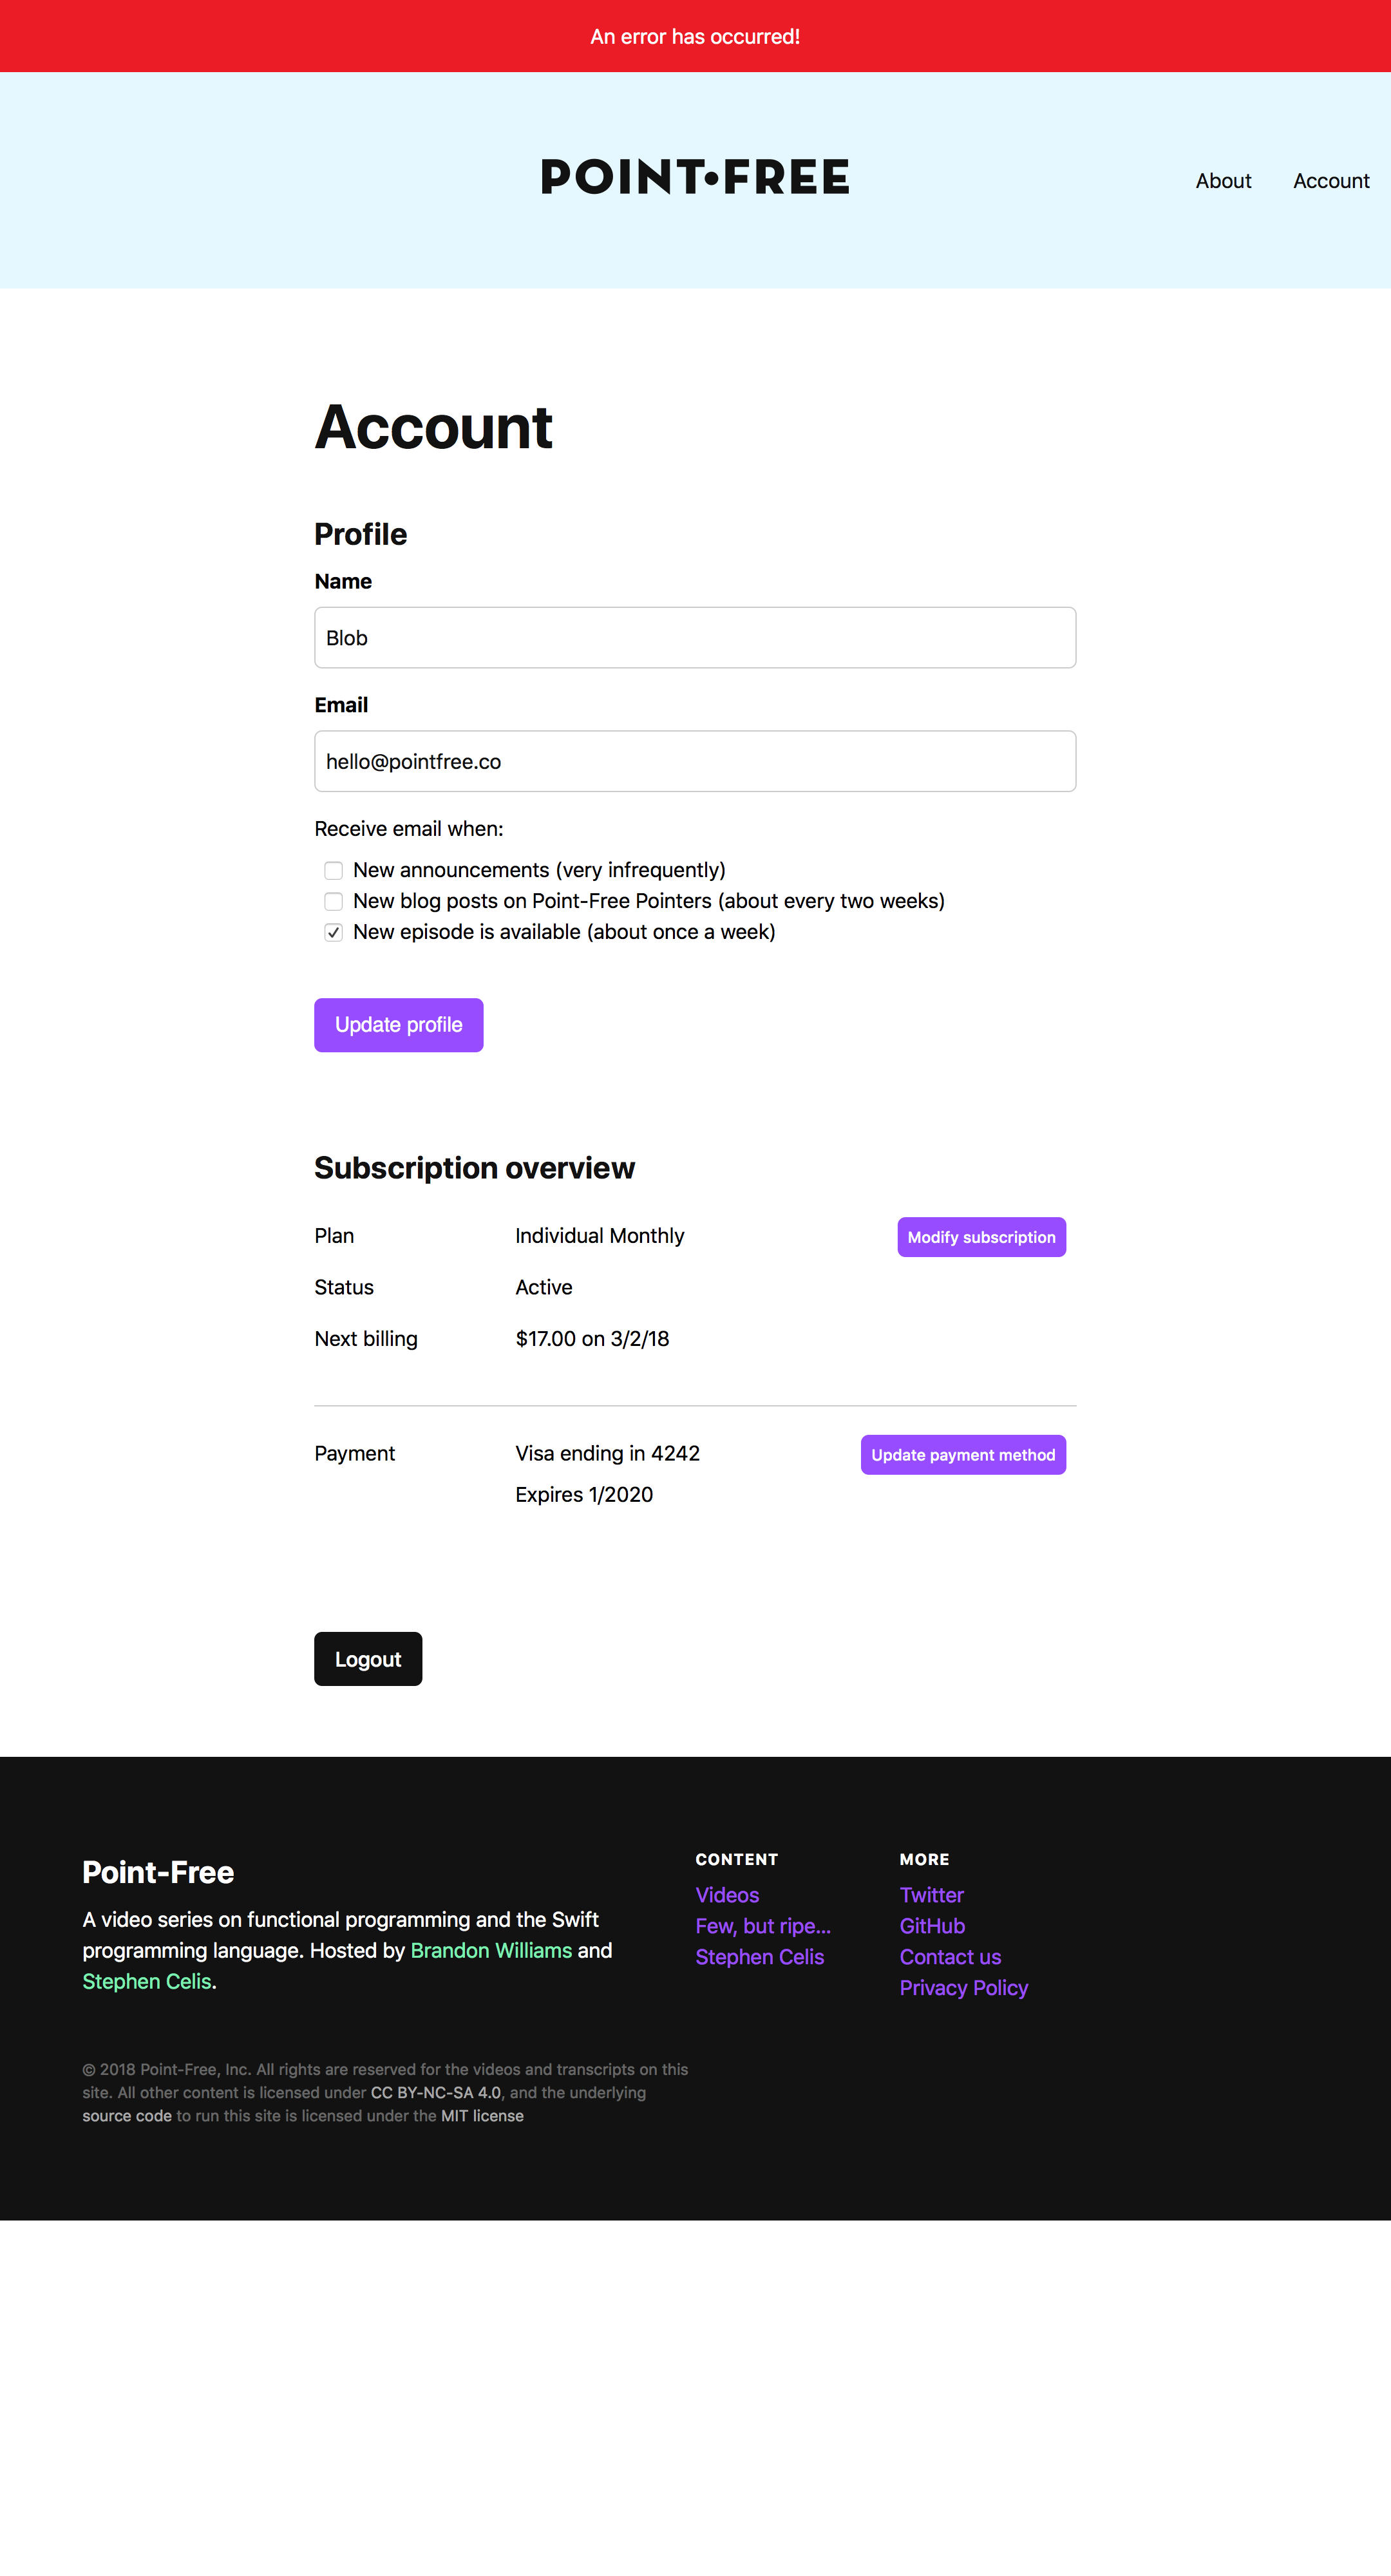 An error has occurred!
POINT•FREE
About
Account
Account
Profile
Name
Blob
Email
hello@pointfree.co
Receive email when:
New announcements (very infrequently)
New blog posts on Point-Free Pointers (about every two weeks)
New episode is available (about once a week)
Update profile
Subscription overview
Plan
Individual Monthly
Modify subscription
Status
Active
Next billing
$17.00 on 3/2/18
Payment
Visa ending in 4242
Update payment method
Expires 1/2020
Logout
Point-Free
A video series on functional programming and the Swift
programming language. Hosted by Brandon Williams and
Stephen Celis.
CONTENT
Videos
Few, but ripe...
Stephen Celis
MORE
Twitter
GitHub
Contact us
Privacy Policy
© 2018 Point-Free, Inc. All rights are reserved for the videos and transcripts on this
site. All other content is licensed under CC BY-NC-SA 4.0, and the underlying
source code to run this site is licensed under the MIT license